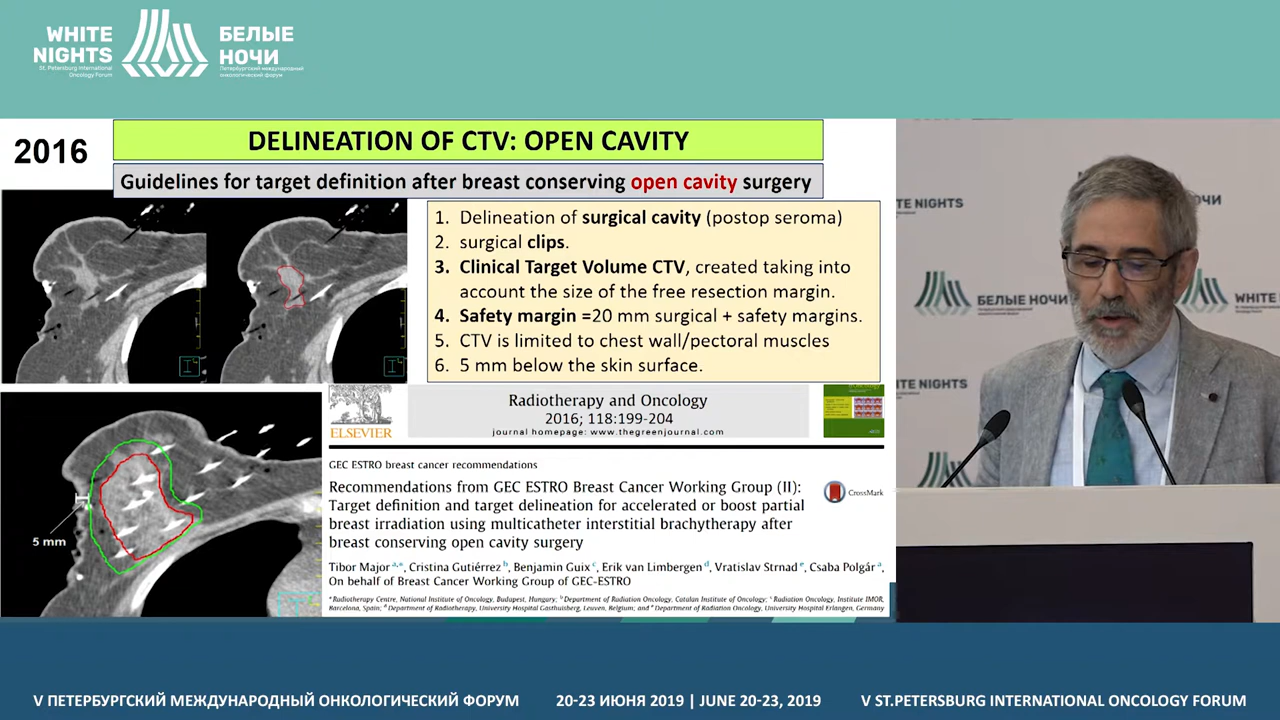 WHITE
NIGHTS
St. Petersburg International
Oncology Forum
БЕЛЫЕ
НОЧИ
Петербургский международный
онкологический форум
2016
DELINEATION OF CTV: OPEN CAVITY
Guidelines for target definition after breast conserving open cavity surgery
1. Delineation of surgical cavity (postop seroma)
2. surgical clips.
3. Clinical Target Volume CTV, created taking into
account the size of the free resection margin.
4. Safety margin =20 mm surgical + safety margins.
5. CTV is limited to chest wall/pectoral muscles
6. 5 mm below the skin surface.
5 mm
ELSEVIER
Radiotherapy and Oncology
2016; 118:199-204
journal homepage: www.thegreenjournal.com
GEC ESTRO breast cancer recommendations
Recommendations from GEC ESTRO Breast Cancer Working Group (II):
Target definition and target delineation for accelerated or boost partial
breast irradiation using multicatheter interstitial brachytherapy after
breast conserving open cavity surgery
CrossMark
Tibor Major a,*, Cristina Gutiérrez b, Benjamin Guix c, Erik van Limbergen d, Vratislav Strnad e, Csaba Polgár a,
On behalf of Breast Cancer Working Group of GEC-ESTRO
a Radiotherapy Centre, National Institute of Oncology, Budapest, Hungary; b Department of Radiation Oncology, Catalan Institute of Oncology; c Radiation Oncology, Institute IMOR,
Barcelona, Spain; d Department of Radiotherapy, University Hospital Gasthuisberg, Leuven, Belgium; and e Department of Radiation Oncology, University Hospital Erlangen, Germany
WHITE NIGHTS
НОЧИ
БЕЛЫЕ НОЧИ
WHITE
WHITE NIGHTS
V ПЕТЕРБУРГСКИЙ МЕЖДУНАРОДНЫЙ ОНКОЛОГИЧЕСКИЙ ФОРУМ
20-23 ИЮНЯ 2019 | JUNE 20-23, 2019
V ST.PETERSBURG INTERNATIONAL ONCOLOGY FORUM